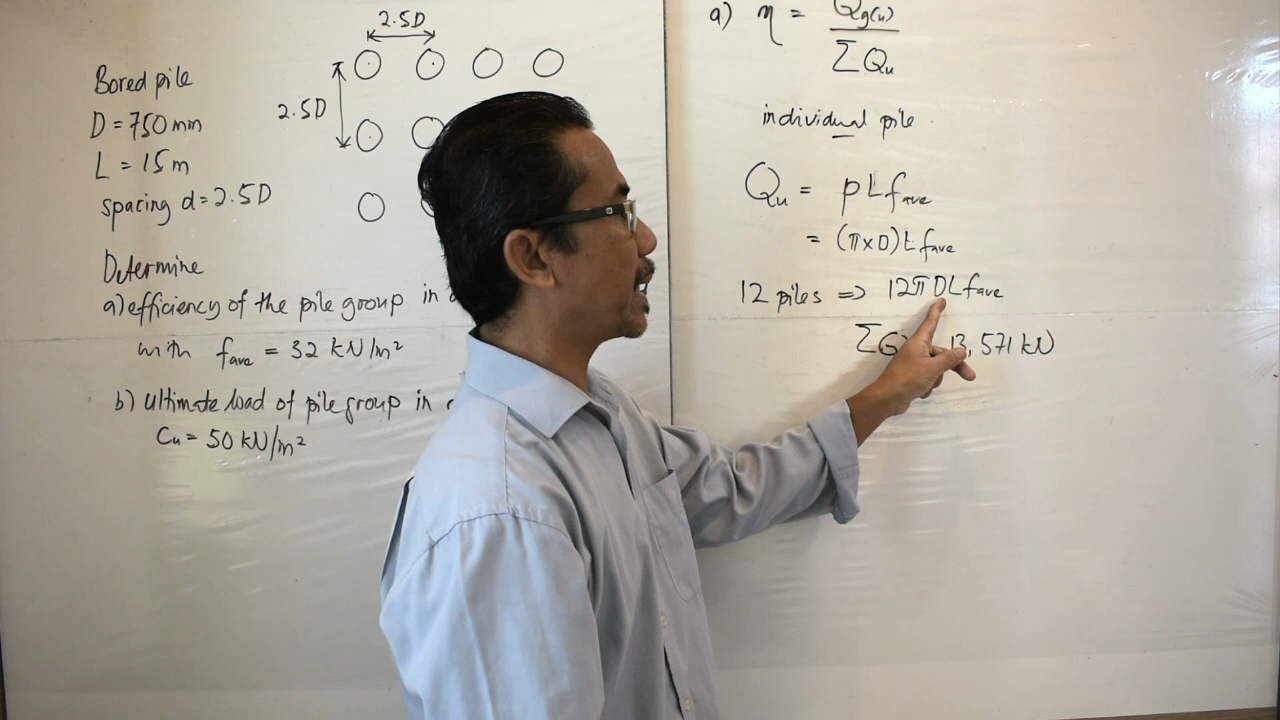 2.5D
2.5D
Bored pile
D = 750 mm
L = 15 m
spacing d = 2.5D
Determine
a) efficiency of the pile group in
with fave = 32 kN/m²
b) ultimate load of pile group in
Cu = 50 kN/m²
a) η = Qg(u) / ΣQu
individual pile.
Qu = pLfave
= (π×D)Lfave
12 piles ⇒ 12πDLfave
13,571 kN